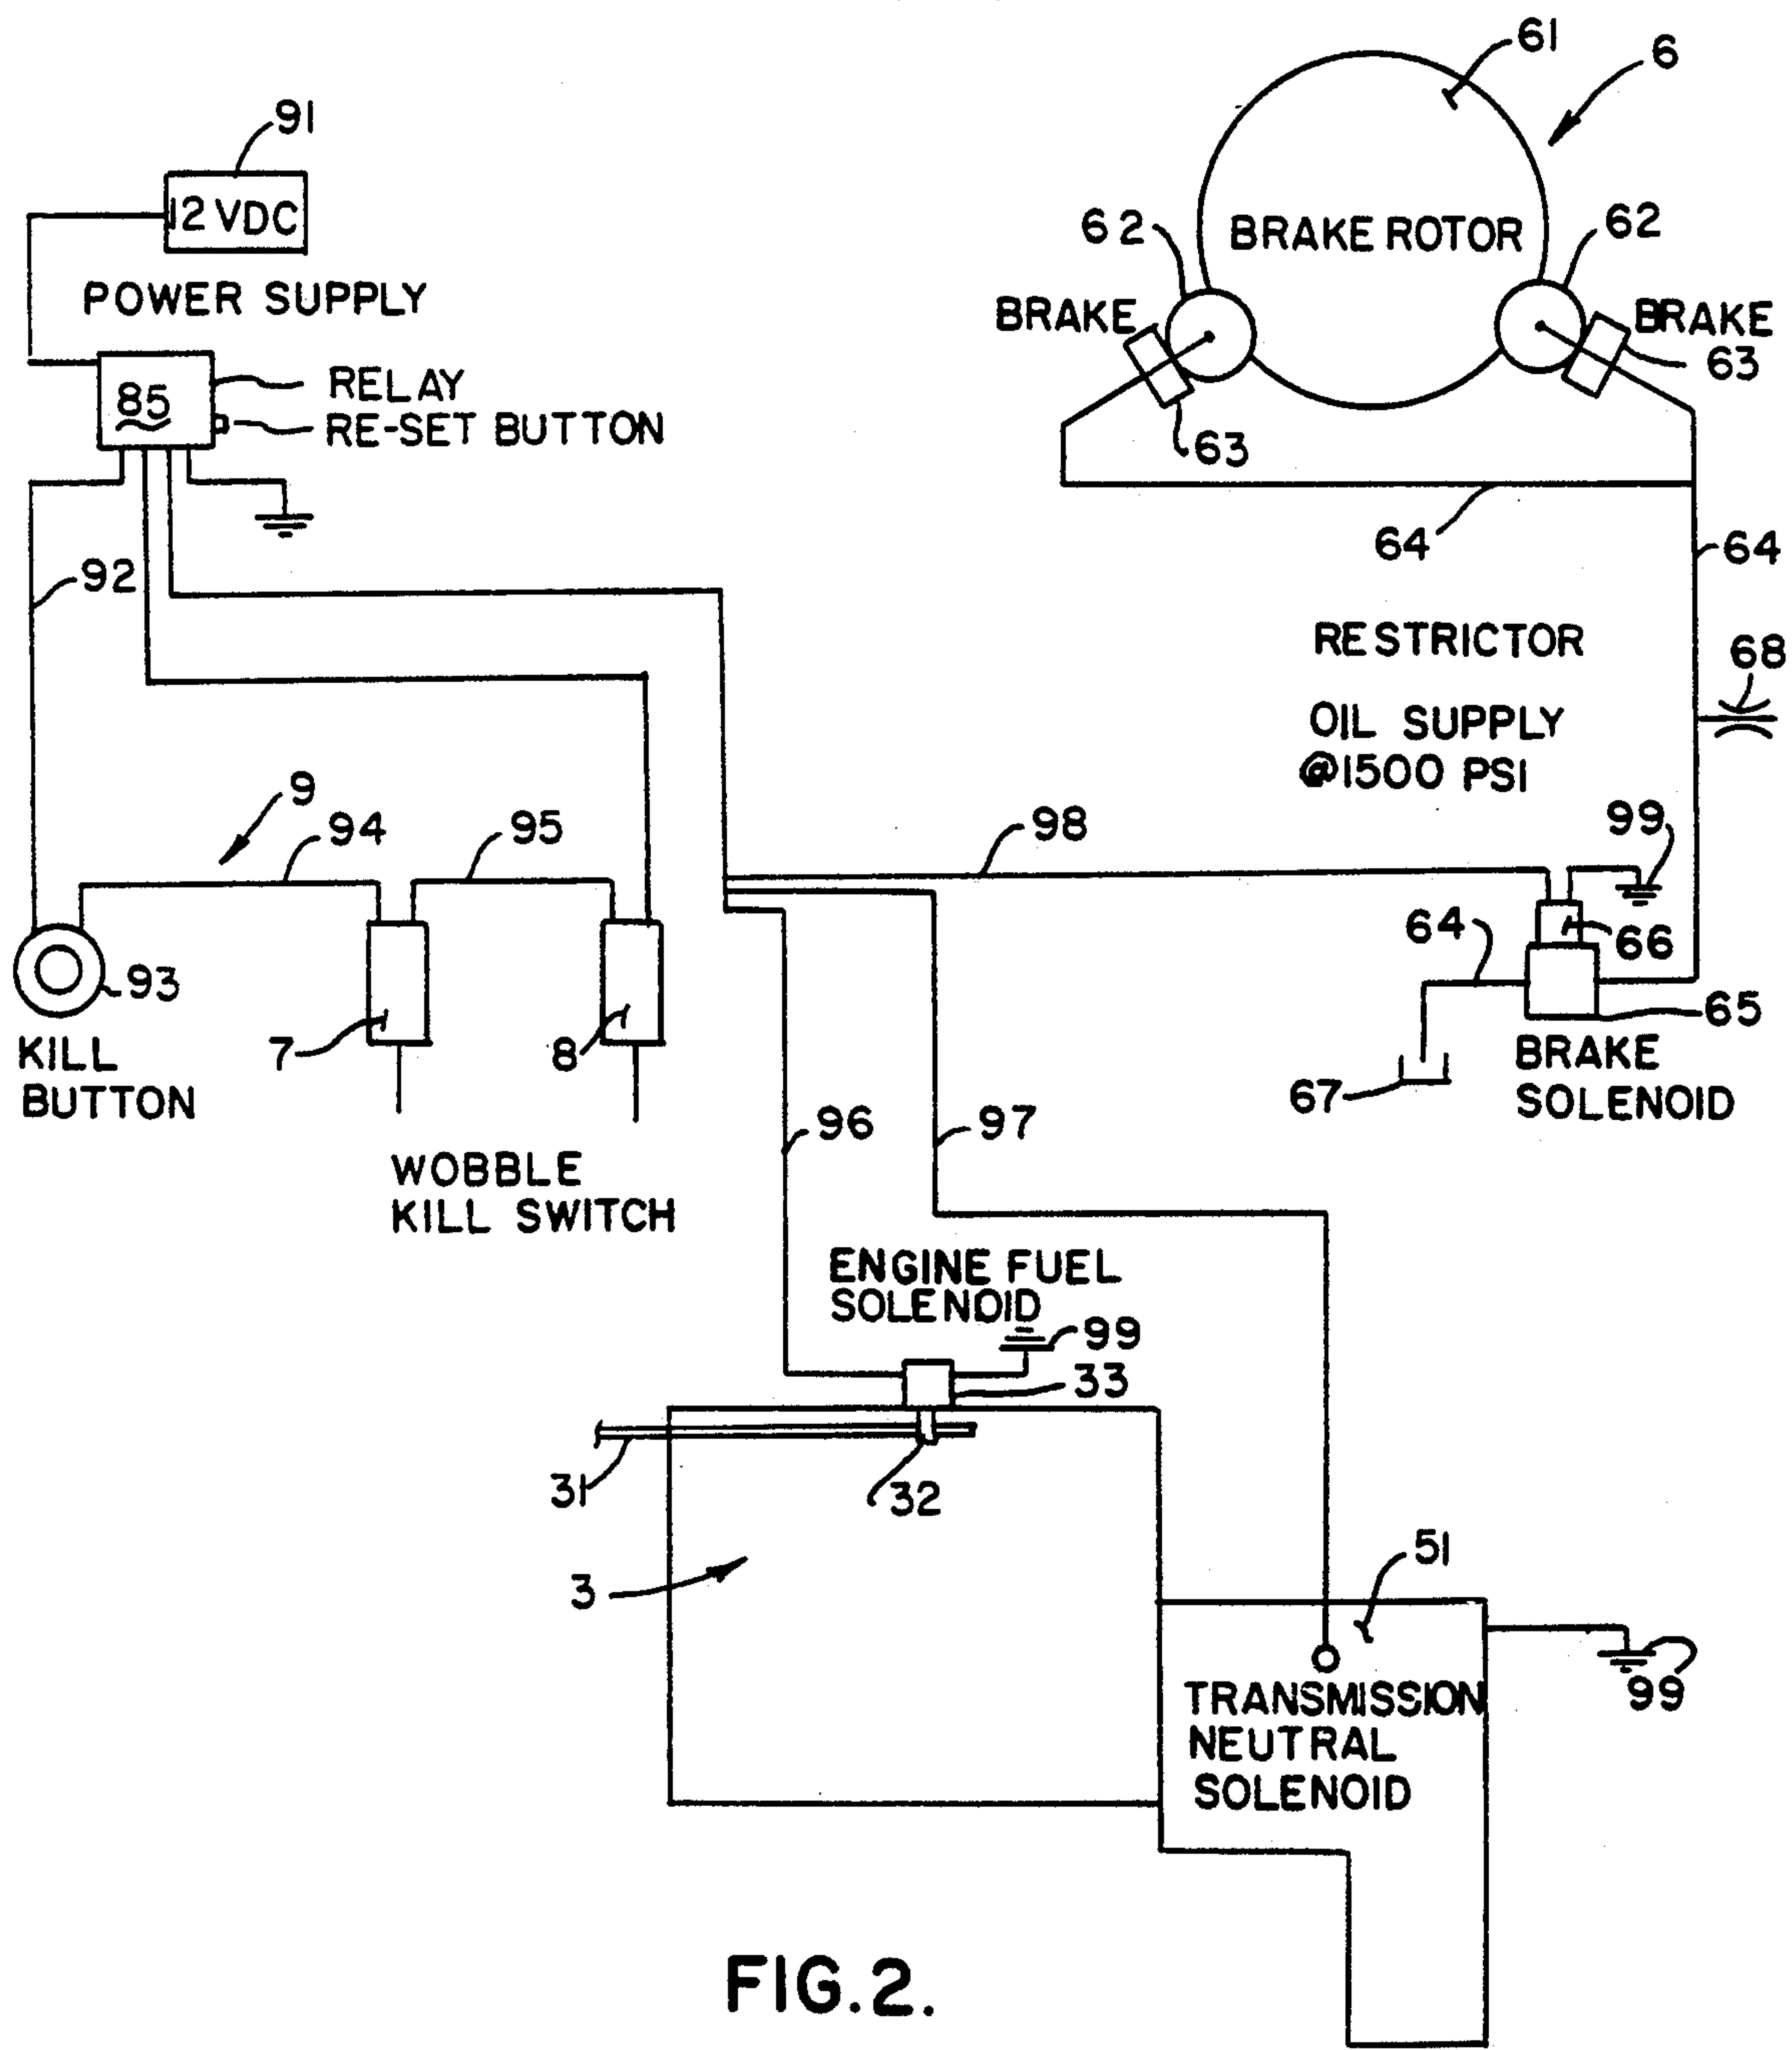 61
6
91
12 VDC
62
BRAKE ROTOR
62
POWER SUPPLY
BRAKE
BRAKE
63
85
RELAY
RE-SET BUTTON
63
64
64
92
RESTRICTOR
68
OIL SUPPLY
@1500 PSI
9
94
95
98
99
64
66
93
65
7
8
KILL
BUTTON
BRAKE
SOLENOID
67
96
97
WOBBLE
KILL SWITCH
ENGINE FUEL
SOLENOID
99
33
31
32
51
3
TRANSMISSION
NEUTRAL
SOLENOID
99
FIG.2.